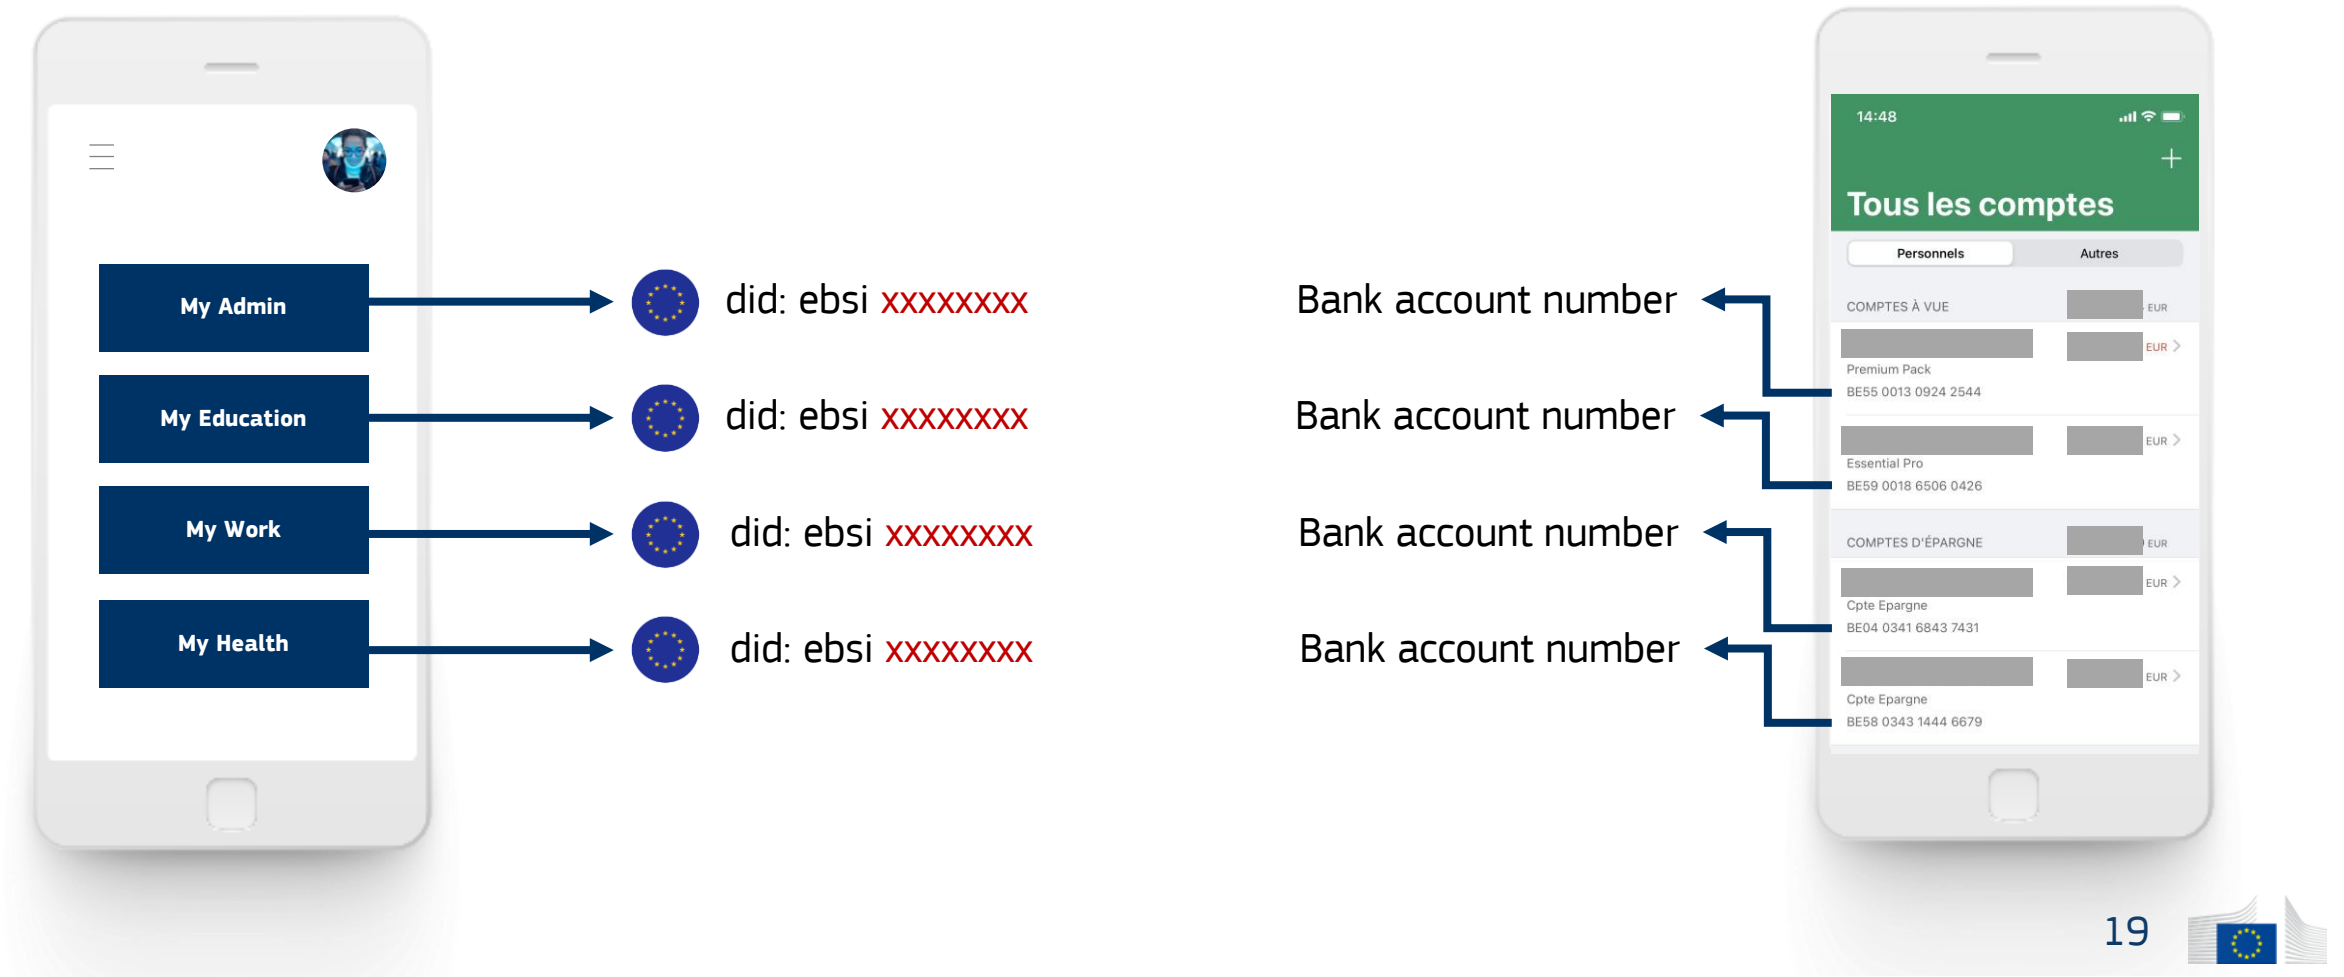 My Admin
My Education
My Work
My Health
did: ebsi xxxxxxxx
did: ebsi xxxxxxxx
did: ebsi xxxxxxxx
did: ebsi xxxxxxxx
Bank account number
Bank account number
Bank account number
Bank account number
14:48
Tous les comptes
Personnels Autres
COMPTES À VUE EUR
EUR
Premium Pack
BE55 0013 0924 2544
EUR
Essential Pro
BE59 0018 6506 0426
COMPTES D'ÉPARGNE EUR
EUR
Cpte Epargne
BE04 0341 6843 7431
EUR
Cpte Epargne
BE58 0343 1444 6679
19